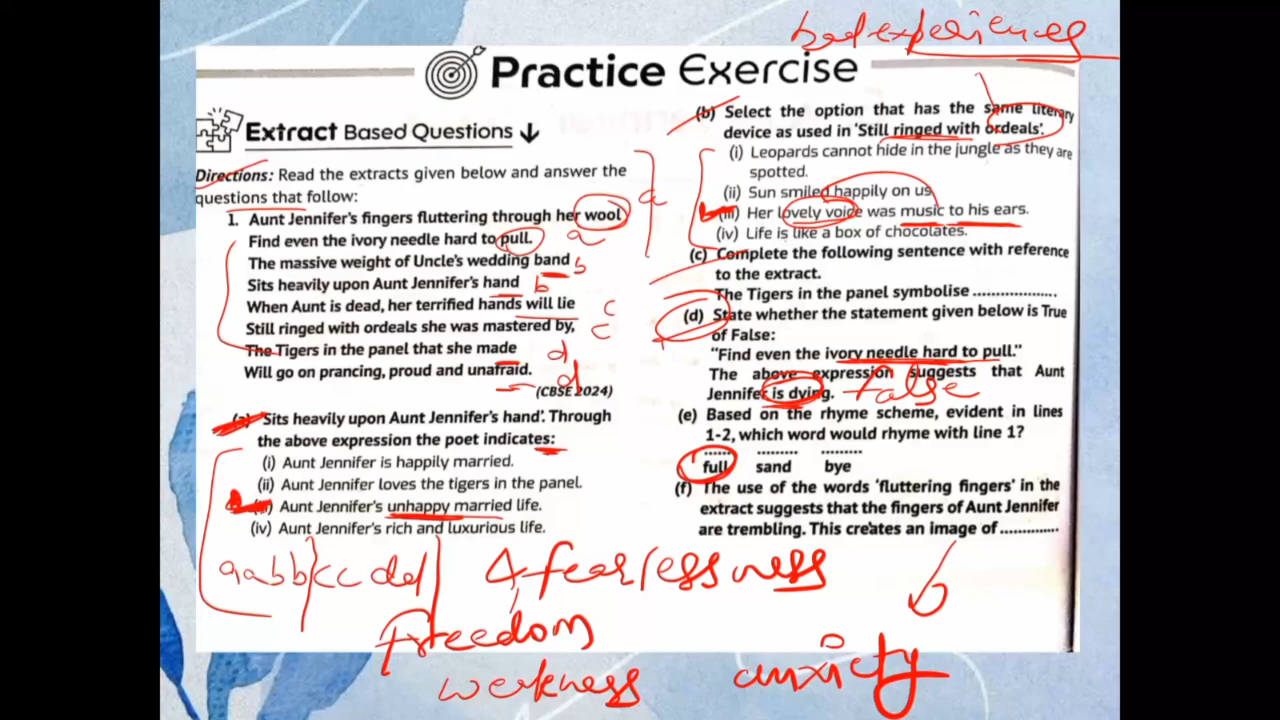 bad experiences
Practice Exercise
Extract Based Questions
Directions: Read the extracts given below and answer the
questions that follow:
1. Aunt Jennifer's fingers fluttering through her wool
Find even the ivory needle hard to pull. a
The massive weight of Uncle's wedding band b
Sits heavily upon Aunt Jennifer's hand b
When Aunt is dead, her terrified hands will lie c
Still ringed with ordeals she was mastered by, c
The Tigers in the panel that she made d
Will go on prancing, proud and unafraid. d
(CBSE 2024)
(a) 'Sits heavily upon Aunt Jennifer's hand'. Through
the above expression the poet indicates:
(i) Aunt Jennifer is happily married.
(ii) Aunt Jennifer loves the tigers in the panel.
(iii) Aunt Jennifer's unhappy married life.
(iv) Aunt Jennifer's rich and luxurious life.
a
(b) Select the option that has the same literary
device as used in 'Still ringed with ordeals'.
(i) Leopards cannot hide in the jungle as they are
spotted.
(ii) Sun smiled happily on us
(iii) Her lovely voice was music to his ears.
(iv) Life is like a box of chocolates.
(c) Complete the following sentence with reference
to the extract.
The Tigers in the panel symbolise ..................
(d) State whether the statement given below is True
of False:
"Find even the ivory needle hard to pull."
The above expression suggests that Aunt
Jennifer is dying. false
(e) Based on the rhyme scheme, evident in lines
1-2, which word would rhyme with line 1?
full sand bye
(f) The use of the words 'fluttering fingers' in the
extract suggests that the fingers of Aunt Jennifer
are trembling. This creates an image of .............
aabb ccdd fearlessness
freedom
weakness anxiety